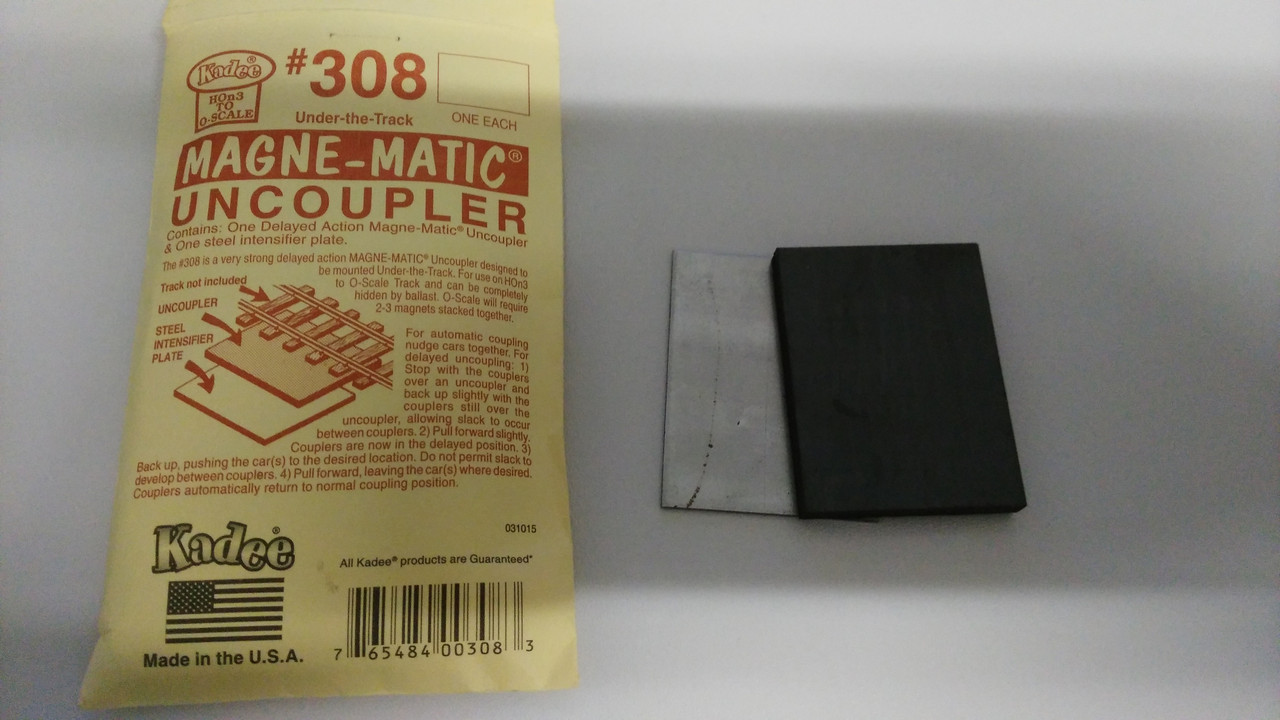 Kadee®
HOn3
TO
O-SCALE
#308
Under-the-Track
ONE EACH
MAGNE-MATIC®
UNCOUPLER
Contains: One Delayed Action Magne-Matic® Uncoupler
& One steel intensifier plate.
The #308 is a very strong delayed action MAGNE-MATIC® Uncoupler designed to
be mounted Under-the-Track. For use on HOn3
to O-Scale Track and can be completely
hidden by ballast. O-Scale will require
2-3 magnets stacked together.
Track not included
UNCOUPLER
STEEL
INTENSIFIER
PLATE
For automatic coupling
nudge cars together. For
delayed uncoupling: 1)
Stop with the couplers
over an uncoupler and
back up slightly with the
couplers still over the
uncoupler, allowing slack to occur
between couplers. 2) Pull forward slightly.
Couplers are now in the delayed position. 3)
Back up, pushing the car(s) to the desired location. Do not permit slack to
develop between couplers. 4) Pull forward, leaving the car(s) where desired.
Couplers automatically return to normal coupling position.
031015
Kadee®
All Kadee® products are Guaranteed*
Made in the U.S.A.
7 65484 00308 3